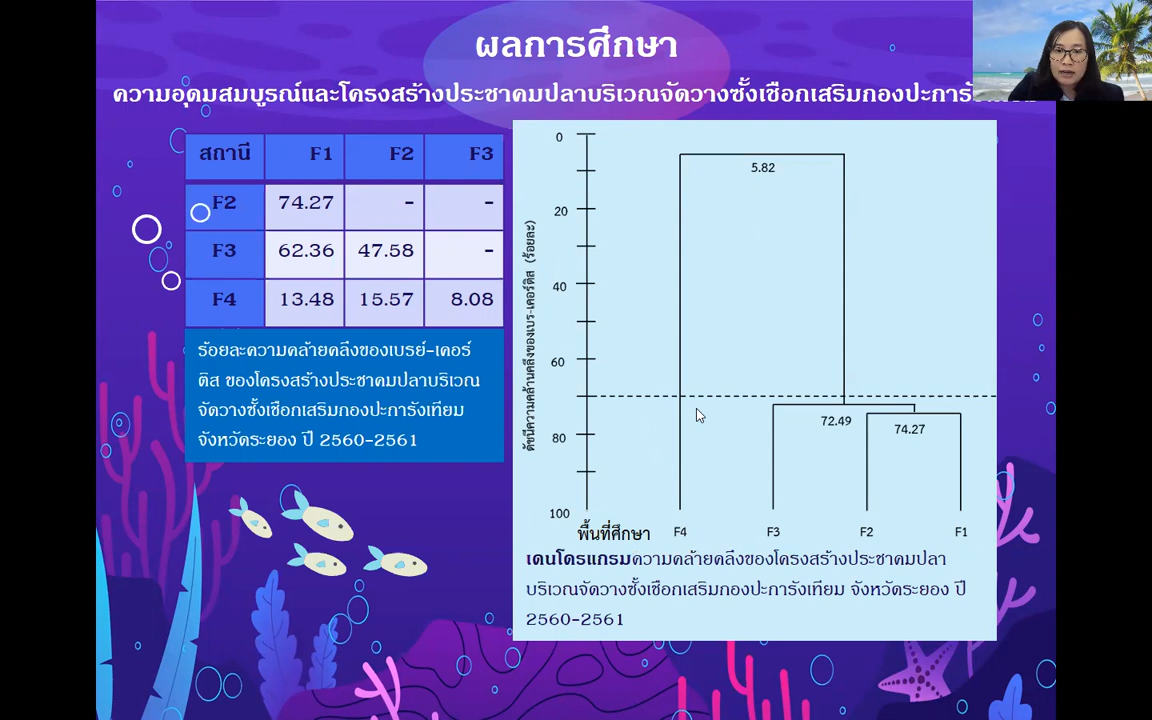 ผลการศึกษา
ความอุดมสมบูรณ์และโครงสร้างประชาคมปลาบริเวณจัดวางซั้งเชือกเสริมกองปะการัง
สถานี F1 F2 F3
F2 74.27 - -
F3 62.36 47.58 -
F4 13.48 15.57 8.08
ร้อยละความคล้ายคลึงของเบรย์-เคอร์
ติส ของโครงสร้างประชาคมปลาบริเวณ
จัดวางซั้งเชือกเสริมกองปะการังเทียม
จังหวัดระยอง ปี 2560-2561
ดัชนีความคล้านคลึงของเบร-เคอร์ติส (ร้อยละ)
0
20
40
60
80
100
5.82
72.49
74.27
พื้นที่ศึกษา F4 F3 F2 F1
เดนโดรแกรมความคล้ายคลึงของโครงสร้างประชาคมปลา
บริเวณจัดวางซั้งเชือกเสริมกองปะการังเทียม จังหวัดระยอง ปี
2560-2561